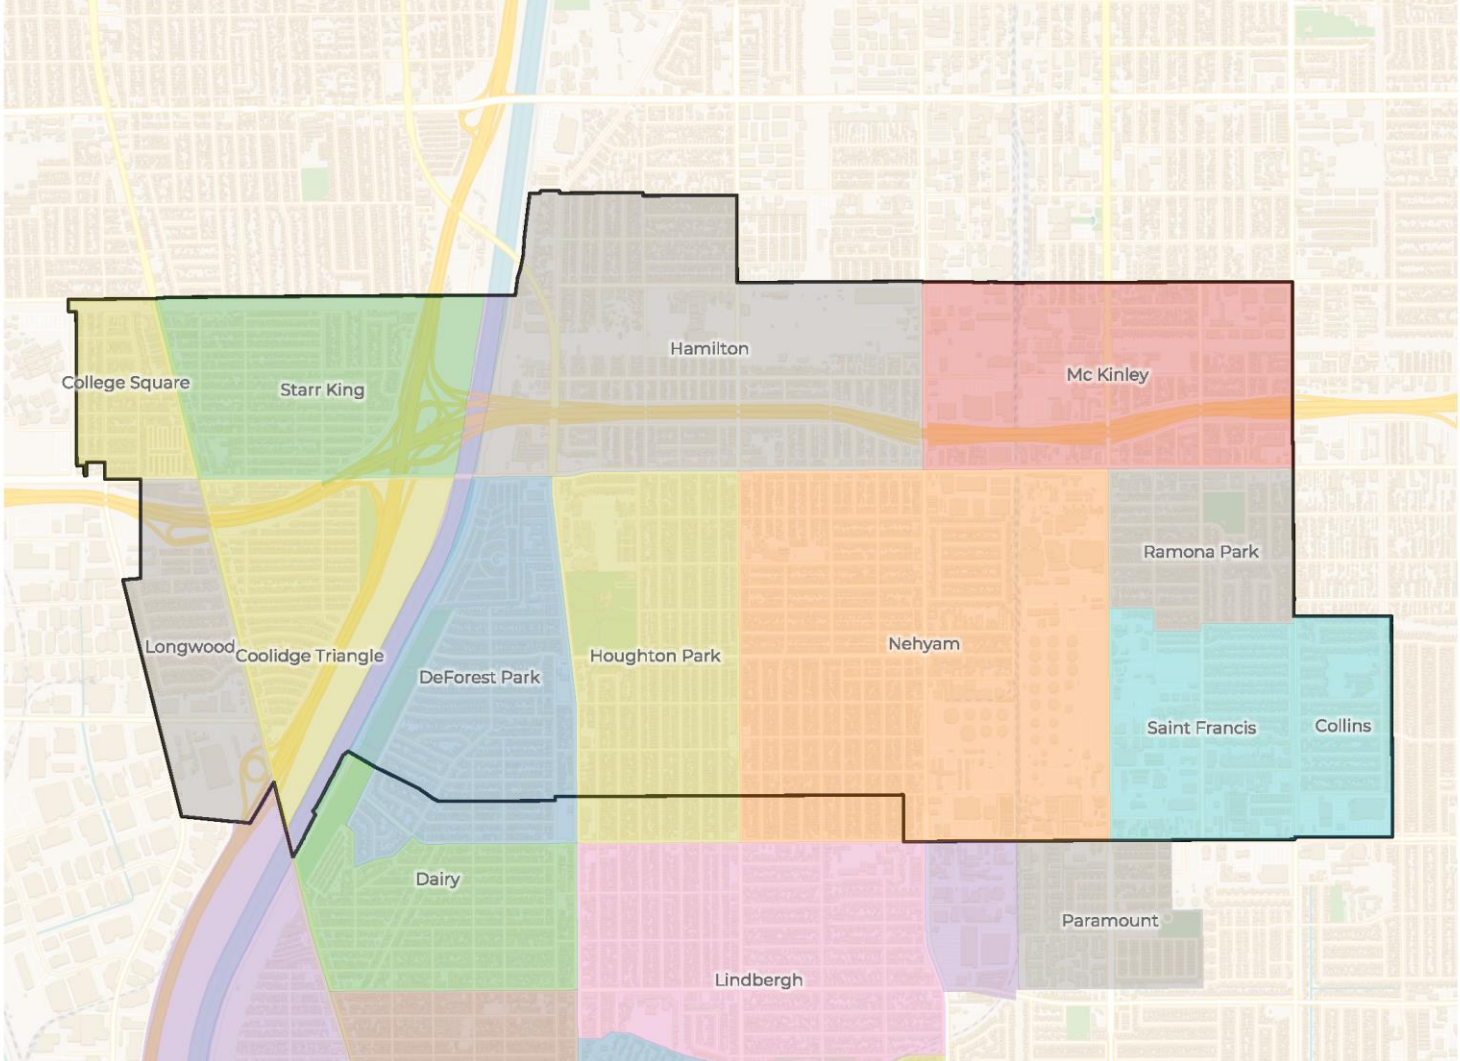 Hamilton
Mc Kinley
College Square
Starr King
Ramona Park
Longwood
Coolidge Triangle
DeForest Park
Houghton Park
Nehyam
Saint Francis
Collins
Dairy
Paramount
Lindbergh